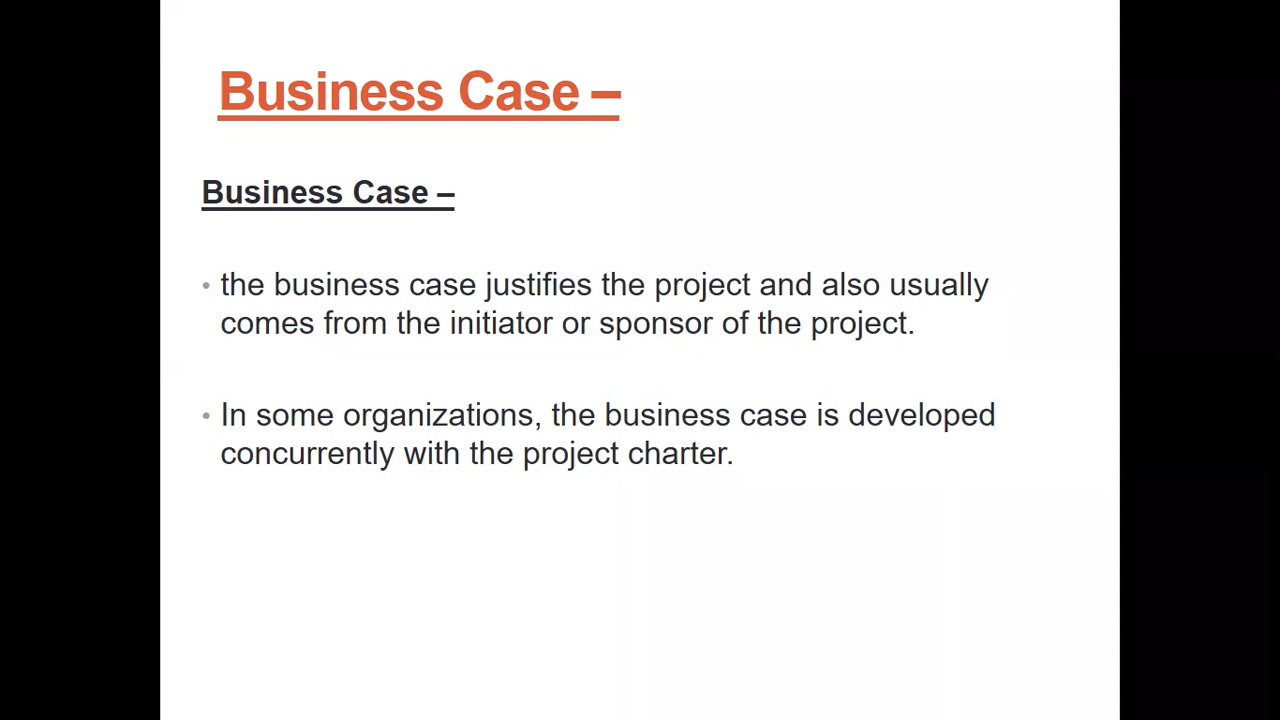 Business Case –
Business Case –
• the business case justifies the project and also usually
comes from the initiator or sponsor of the project.
• In some organizations, the business case is developed
concurrently with the project charter.